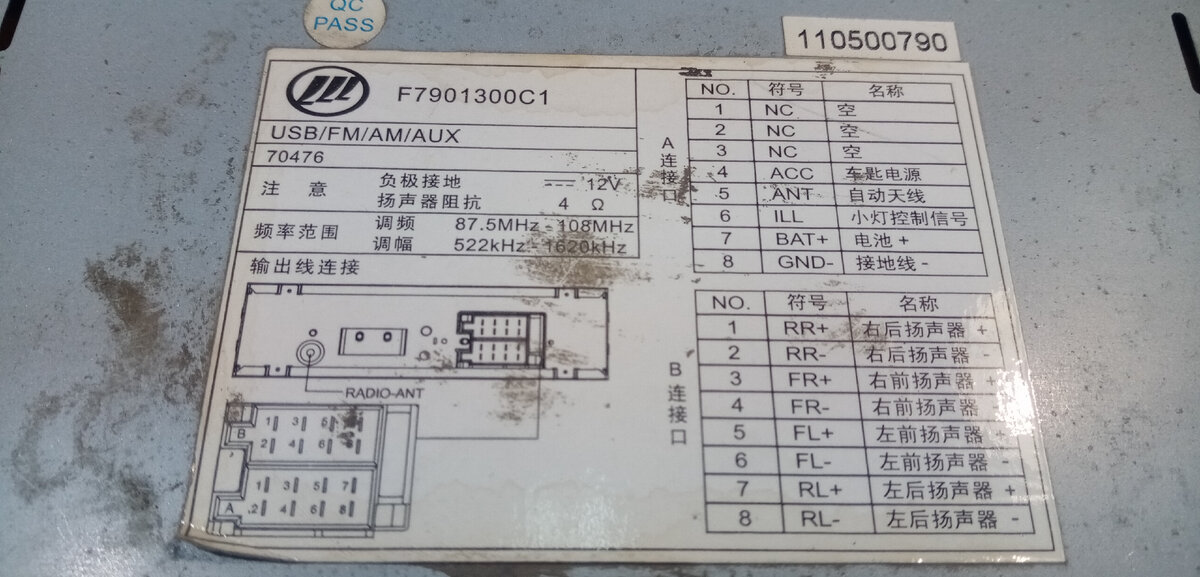 QC
PASS
110500790
F7901300C1
USB/FM/AM/AUX
70476
注 意
负极接地 12V
扬声器阻抗 4 Ω
频率范围
调频 87.5MHz - 108MHz
调幅 522kHz - 1620kHz
输出线连接
RADIO-ANT
B
1 3 5
2 4 6 8
1 3 5 7
A
2 4 6 8
A连接口
NO. 符号 名称
1 NC 空
2 NC 空
3 NC 空
4 ACC 车匙电源
5 ANT 自动天线
6 ILL 小灯控制信号
7 BAT+ 电池 +
8 GND- 接地线 -
B连接口
NO. 符号 名称
1 RR+ 右后扬声器 +
2 RR- 右后扬声器 -
3 FR+ 右前扬声器 +
4 FR- 右前扬声器 -
5 FL+ 左前扬声器 +
6 FL- 左前扬声器 -
7 RL+ 左后扬声器 +
8 RL- 左后扬声器 -